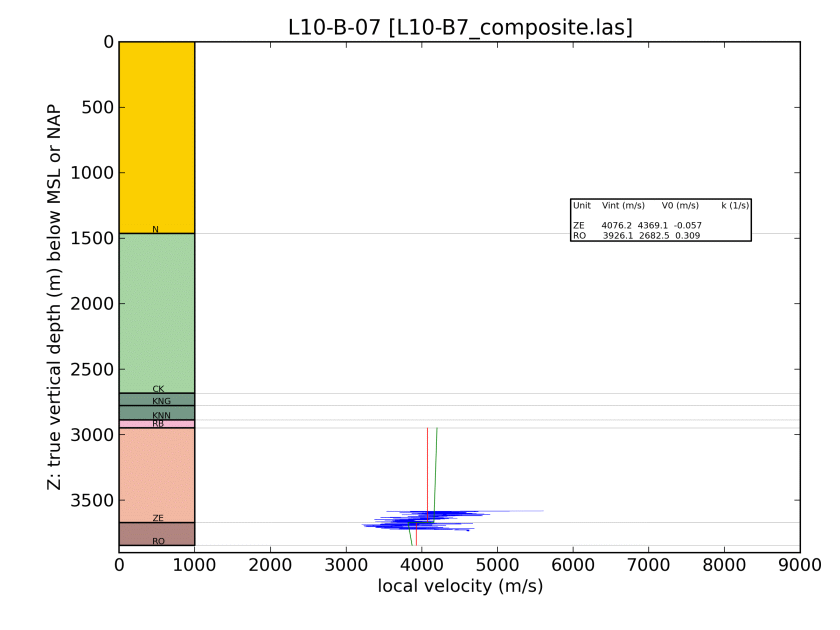 L10-B-07 [L10-B7_composite.las]
Z: true vertical depth (m) below MSL or NAP
0
500
1000
1500
2000
2500
3000
3500
N
CK
KNG
KNN
RB
ZE
RO
Unit Vint (m/s) V0 (m/s) k (1/s)
ZE 4076.2 4369.1 -0.057
RO 3926.1 2682.5 0.309
0 1000 2000 3000 4000 5000 6000 7000 8000 9000
local velocity (m/s)